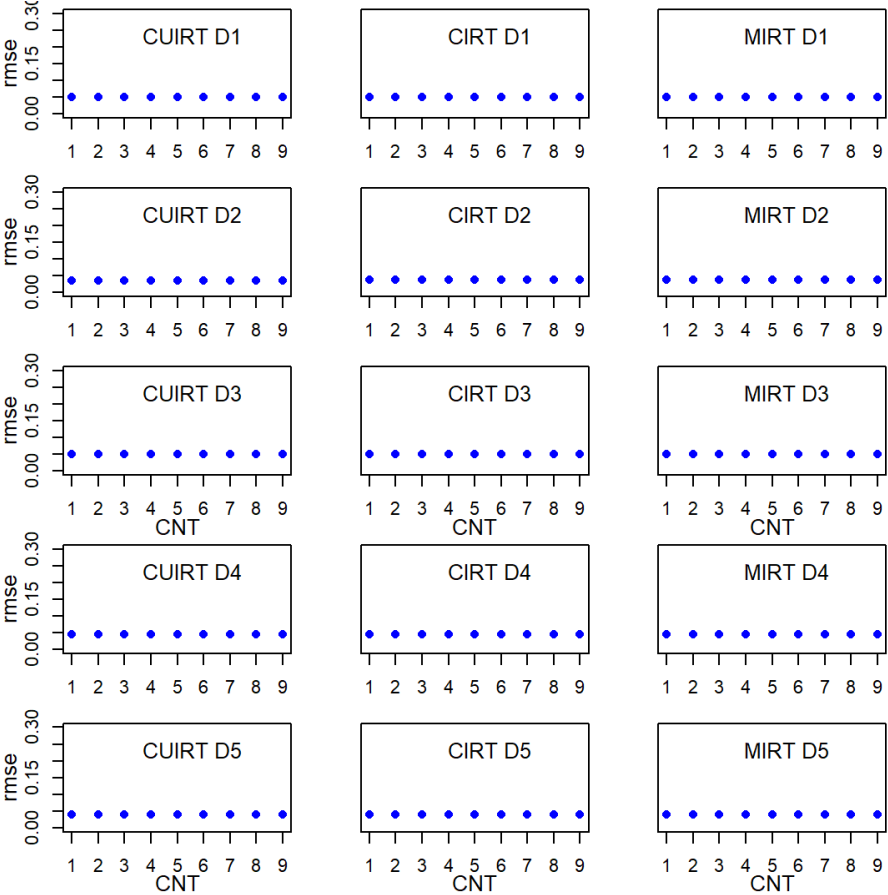 rmse
0.00 0.15 0.30
CUIRT D1
1 2 3 4 5 6 7 8 9
CIRT D1
1 2 3 4 5 6 7 8 9
MIRT D1
1 2 3 4 5 6 7 8 9
rmse
0.00 0.15 0.30
CUIRT D2
1 2 3 4 5 6 7 8 9
CIRT D2
1 2 3 4 5 6 7 8 9
MIRT D2
1 2 3 4 5 6 7 8 9
rmse
0.00 0.15 0.30
CUIRT D3
1 2 3 4 5 6 7 8 9
CNT
CIRT D3
1 2 3 4 5 6 7 8 9
CNT
MIRT D3
1 2 3 4 5 6 7 8 9
CNT
rmse
0.00 0.15 0.30
CUIRT D4
1 2 3 4 5 6 7 8 9
CIRT D4
1 2 3 4 5 6 7 8 9
MIRT D4
1 2 3 4 5 6 7 8 9
rmse
0.00 0.15 0.30
CUIRT D5
1 2 3 4 5 6 7 8 9
CNT
CIRT D5
1 2 3 4 5 6 7 8 9
CNT
MIRT D5
1 2 3 4 5 6 7 8 9
CNT